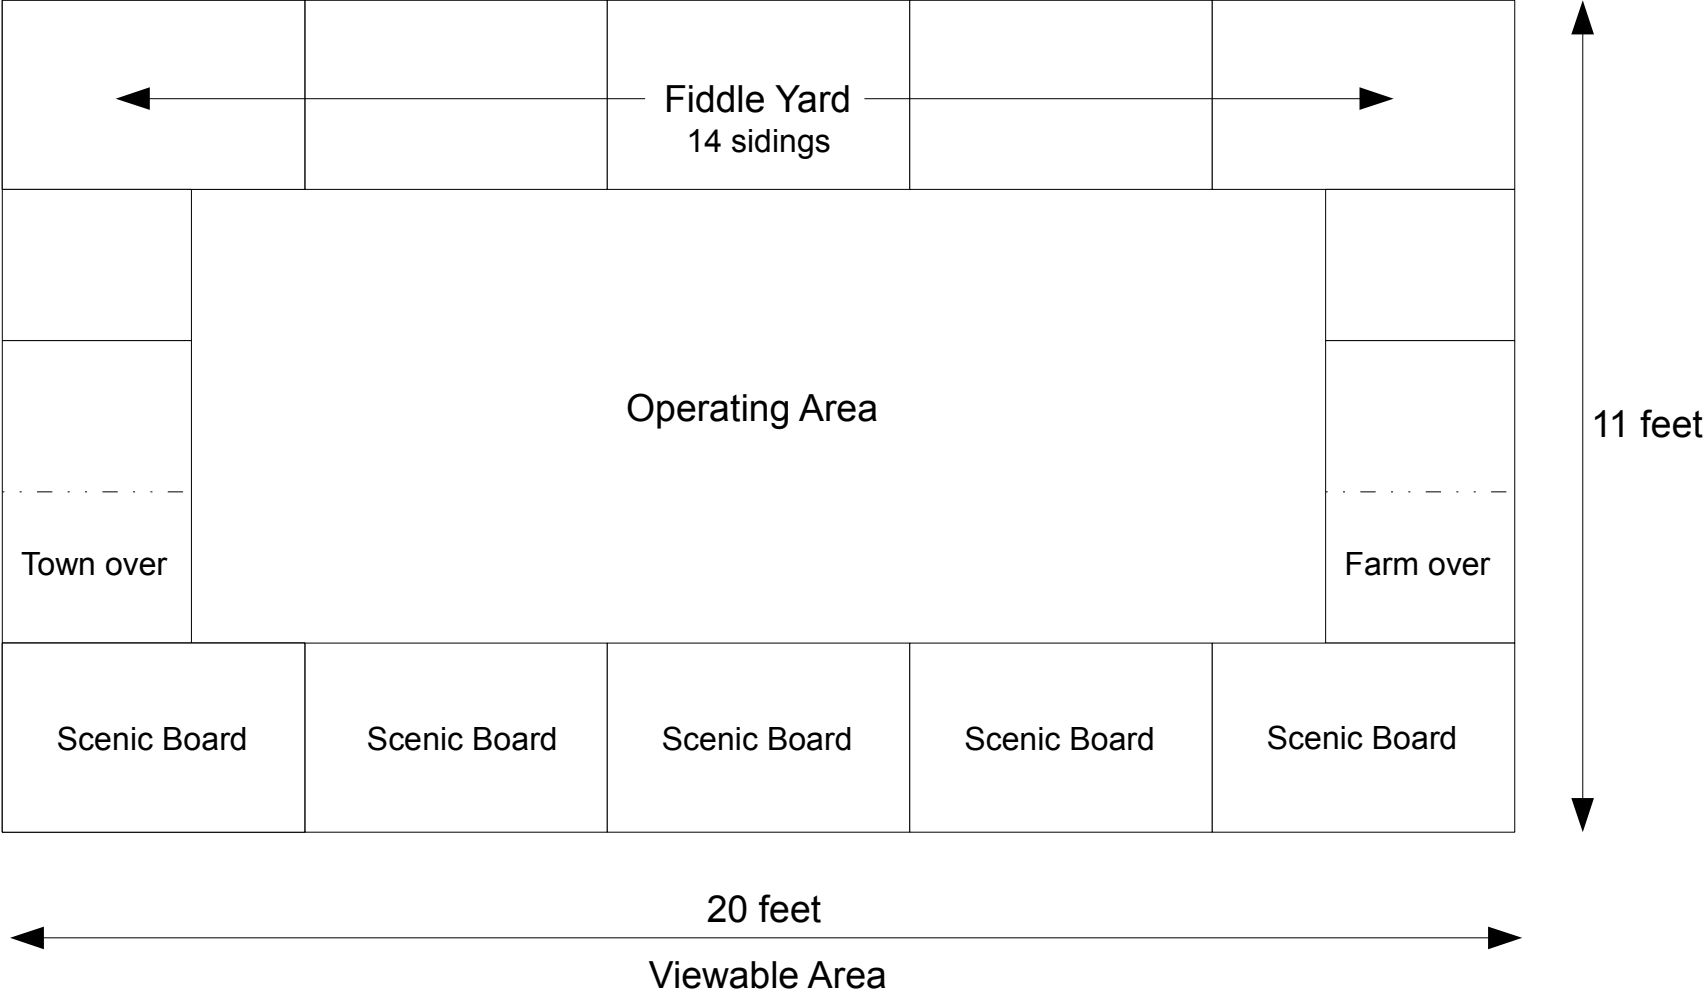 Fiddle Yard
14 sidings
Operating Area
11 feet
Town over
Farm over
Scenic Board
Scenic Board
Scenic Board
Scenic Board
Scenic Board
20 feet
Viewable Area